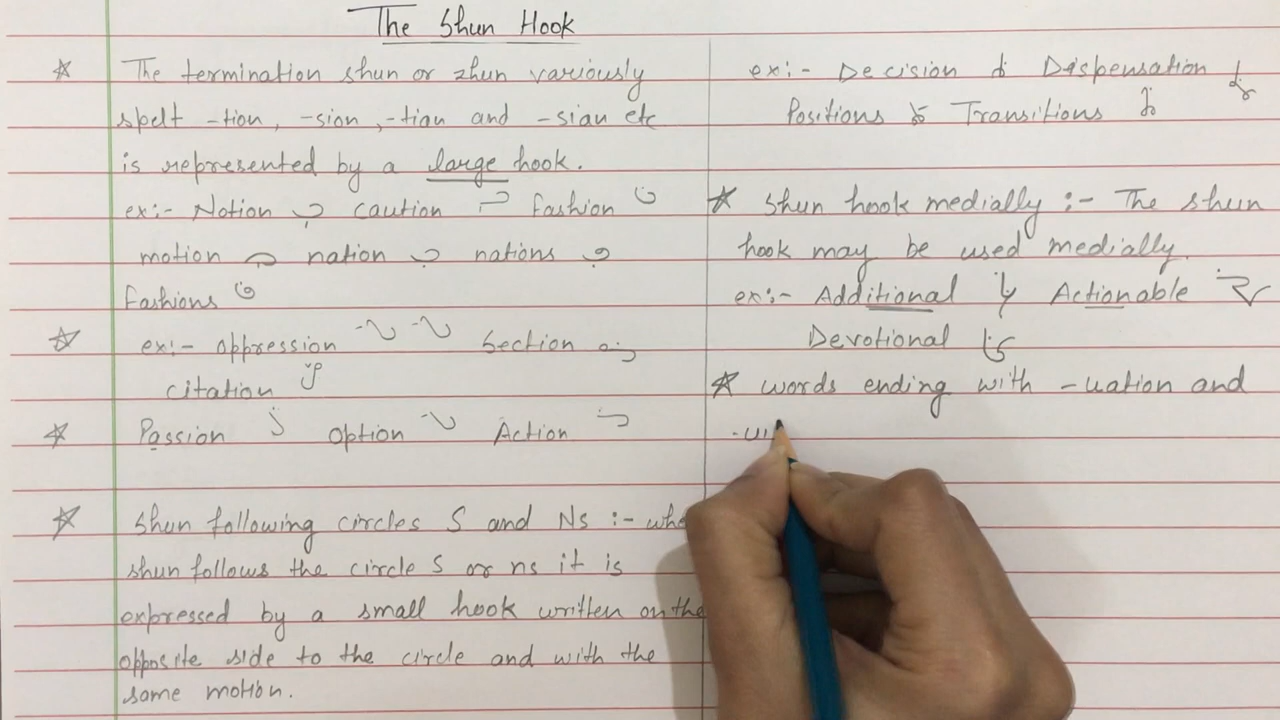 The Shun Hook
☆ The termination shun or zhun variously
spelt -tion, -sion, -tian and -sian etc
is represented by a large hook.
ex:- Notion caution fashion
motion nation nations
fashions
☆ ex:- oppression Section
citation
☆ Passion Option Action
☆ Shun following circles S and Ns :-
shun follows the circle S or ns it is
expressed by a small hook written on the
opposite side to the circle and with the
same motion.
ex:- Decision & Dispensation
Positions Transitions
☆ Shun hook medially :- The shun
hook may be used medially.
ex:- Additional Actionable
Devotional
☆ words ending with -uation and